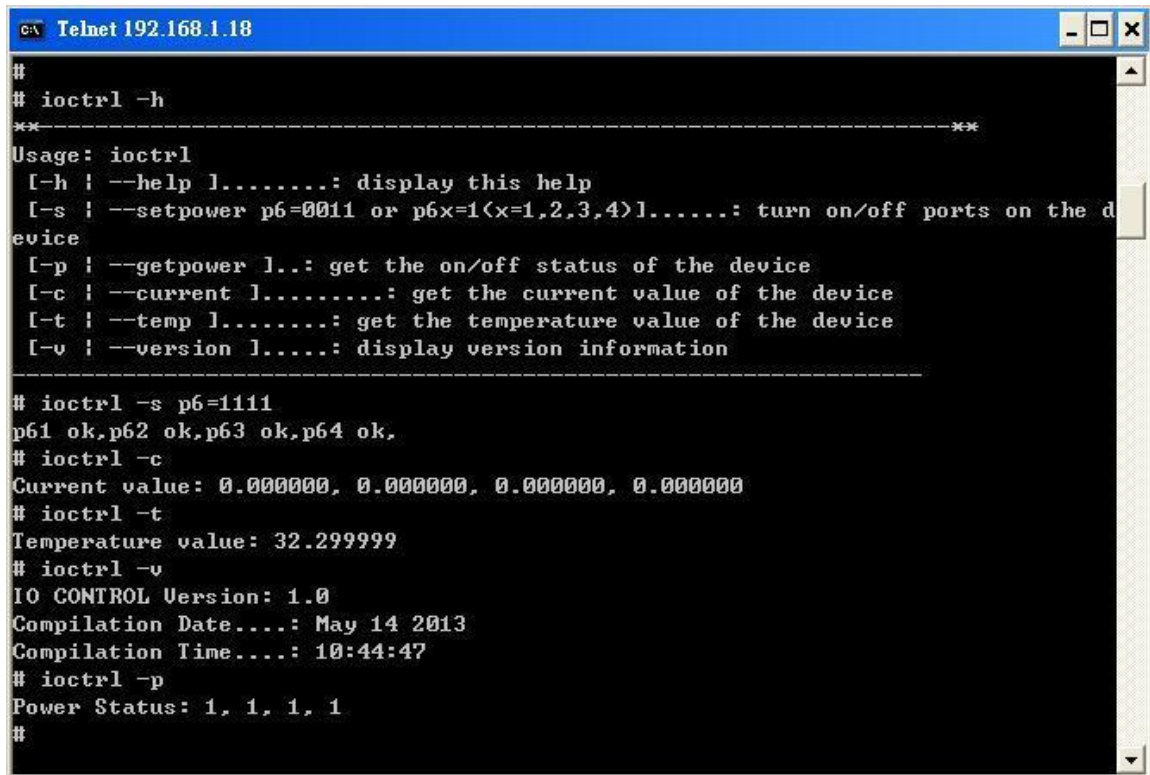 C:\ Telnet 192.168.1.18
#
# ioctrl -h
**-------------------------------------------------------------------**
Usage: ioctrl
 [-h | --help ]........: display this help
 [-s | --setpower p6=0011 or p6x=1(x=1,2,3,4)]......: turn on/off ports on the d
evice
 [-p | --getpower ]..: get the on/off status of the device
 [-c | --current ].........: get the current value of the device
 [-t | --temp ]........: get the temperature value of the device
 [-v | --version ].....: display version information
-------------------------------------------------------------------
# ioctrl -s p6=1111
p61 ok,p62 ok,p63 ok,p64 ok,
# ioctrl -c
Current value: 0.000000, 0.000000, 0.000000, 0.000000
# ioctrl -t
Temperature value: 32.299999
# ioctrl -v
IO CONTROL Version: 1.0
Compilation Date....: May 14 2013
Compilation Time....: 10:44:47
# ioctrl -p
Power Status: 1, 1, 1, 1
#